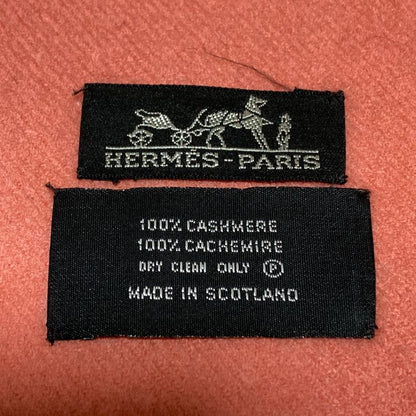 HERMÈS-PARIS
100% CASHMERE
100% CACHEMIRE
DRY CLEAN ONLY Ⓟ
MADE IN SCOTLAND